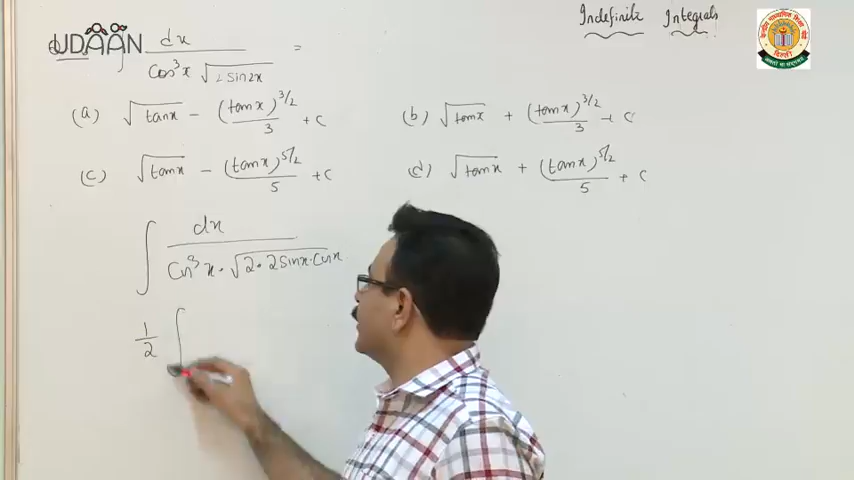 Indefinite Integrals
UDAAN
∫ dx / (cos³x √(2 sin2x)) =
(a) √tanx − (tanx)^{3/2}/3 + C
(b) √tanx + (tanx)^{3/2}/3 + C
(c) √tanx − (tanx)^{5/2}/5 + C
(d) √tanx + (tanx)^{5/2}/5 + C
∫ dx / (Cos³x · √(2·2Sinx·Cosx))
1/2 ∫